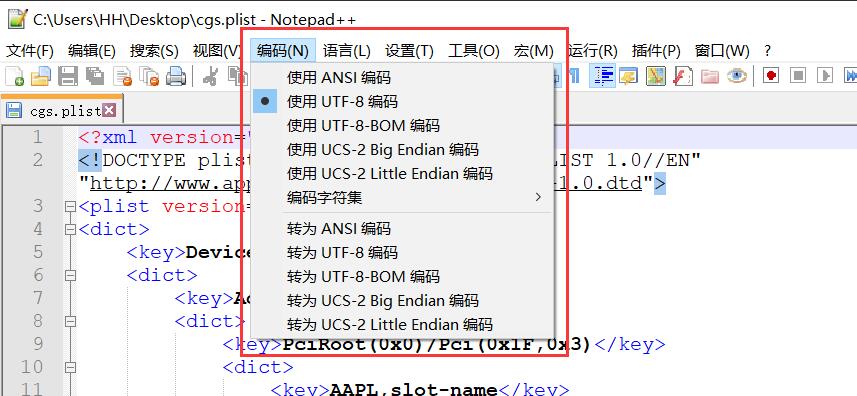 C:\Users\HH\Desktop\cgs.plist - Notepad++
文件(F) 编辑(E) 搜索(S) 视图(V) 编码(N) 语言(L) 设置(T) 工具(O) 宏(M) 运行(R) 插件(P) 窗口(W) ?
cgs.plist
使用 ANSI 编码
使用 UTF-8 编码
使用 UTF-8-BOM 编码
使用 UCS-2 Big Endian 编码
使用 UCS-2 Little Endian 编码
编码字符集
转为 ANSI 编码
转为 UTF-8 编码
转为 UTF-8-BOM 编码
转为 UCS-2 Big Endian 编码
转为 UCS-2 Little Endian 编码
1 <?xml version=
2 <!DOCTYPE plist LIST 1.0//EN"
"http://www.app -1.0.dtd">
3 <plist version=
4 <dict>
5 <key>Device
6 <dict>
7 <key>Ad
8 <dict>
9 <key>PciRoot(0x0)/Pci(0x1F,0x3)</key>
10 <dict>
11 <key>AAPL,slot-name</key>